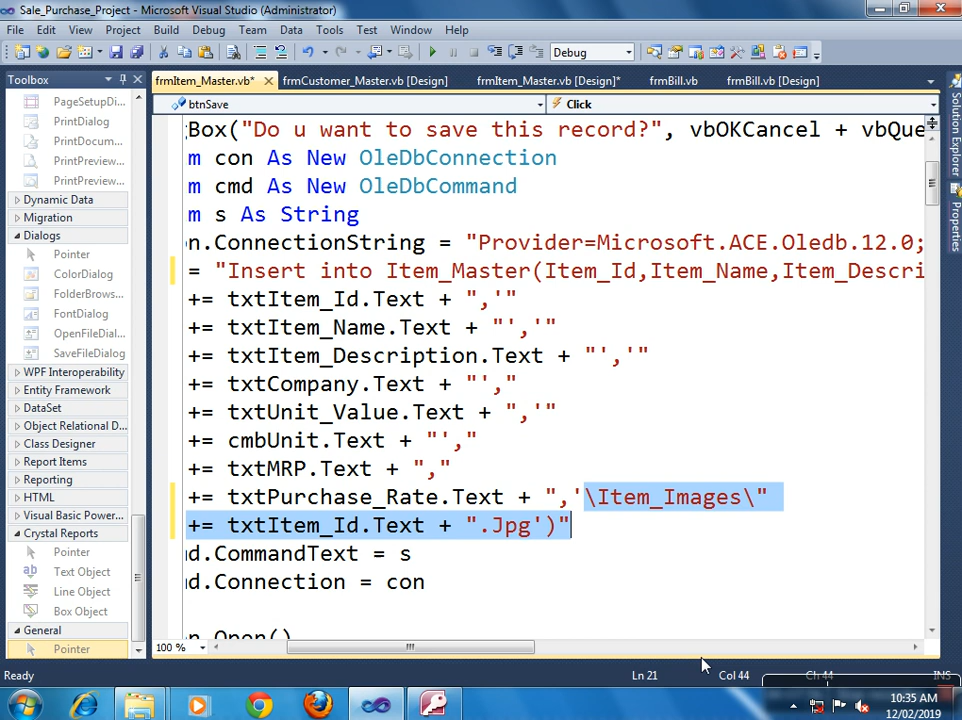 Sale_Purchase_Project - Microsoft Visual Studio (Administrator)
File Edit View Project Build Debug Team Data Tools Test Window Help
Debug
Toolbox
frmItem_Master.vb* frmCustomer_Master.vb [Design] frmItem_Master.vb [Design]* frmBill.vb frmBill.vb [Design]
btnSave Click
PageSetupDi...
PrintDialog
PrintDocum...
PrintPreview...
PrintPreview...
Dynamic Data
Migration
Dialogs
Pointer
ColorDialog
FolderBrows...
FontDialog
OpenFileDial...
SaveFileDialog
WPF Interoperability
Entity Framework
DataSet
Object Relational D...
Class Designer
Report Items
Reporting
HTML
Visual Basic Power...
Crystal Reports
Pointer
Text Object
Line Object
Box Object
General
Pointer
Box("Do u want to save this record?", vbOKCancel + vbQue
m con As New OleDbConnection
m cmd As New OleDbCommand
m s As String
n.ConnectionString = "Provider=Microsoft.ACE.Oledb.12.0;
= "Insert into Item_Master(Item_Id,Item_Name,Item_Descri
+= txtItem_Id.Text + ",'"
+= txtItem_Name.Text + "','"
+= txtItem_Description.Text + "','"
+= txtCompany.Text + "',"
+= txtUnit_Value.Text + ",'"
+= cmbUnit.Text + "',"
+= txtMRP.Text + ","
+= txtPurchase_Rate.Text + ",'\Item_Images\"
+= txtItem_Id.Text + ".Jpg')"
d.CommandText = s
d.Connection = con
n.Open()
100 %
Solution Explorer
Properties
Ready Ln 21 Col 44 Ch 44 INS
10:35 AM
12/02/2019